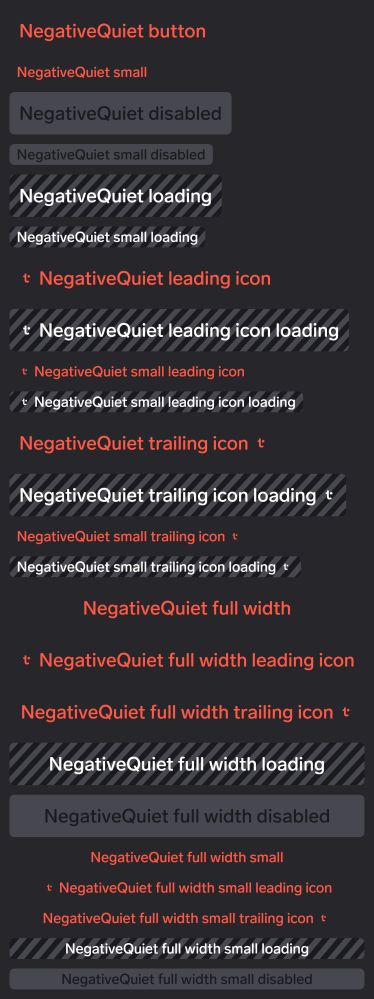 NegativeQuiet button
NegativeQuiet small
NegativeQuiet disabled
NegativeQuiet small disabled
NegativeQuiet loading
NegativeQuiet small loading
NegativeQuiet leading icon
NegativeQuiet leading icon loading
NegativeQuiet small leading icon
NegativeQuiet small leading icon loading
NegativeQuiet trailing icon
NegativeQuiet trailing icon loading
NegativeQuiet small trailing icon
NegativeQuiet small trailing icon loading
NegativeQuiet full width
NegativeQuiet full width leading icon
NegativeQuiet full width trailing icon
NegativeQuiet full width loading
NegativeQuiet full width disabled
NegativeQuiet full width small
NegativeQuiet full width small leading icon
NegativeQuiet full width small trailing icon
NegativeQuiet full width small loading
NegativeQuiet full width small disabled